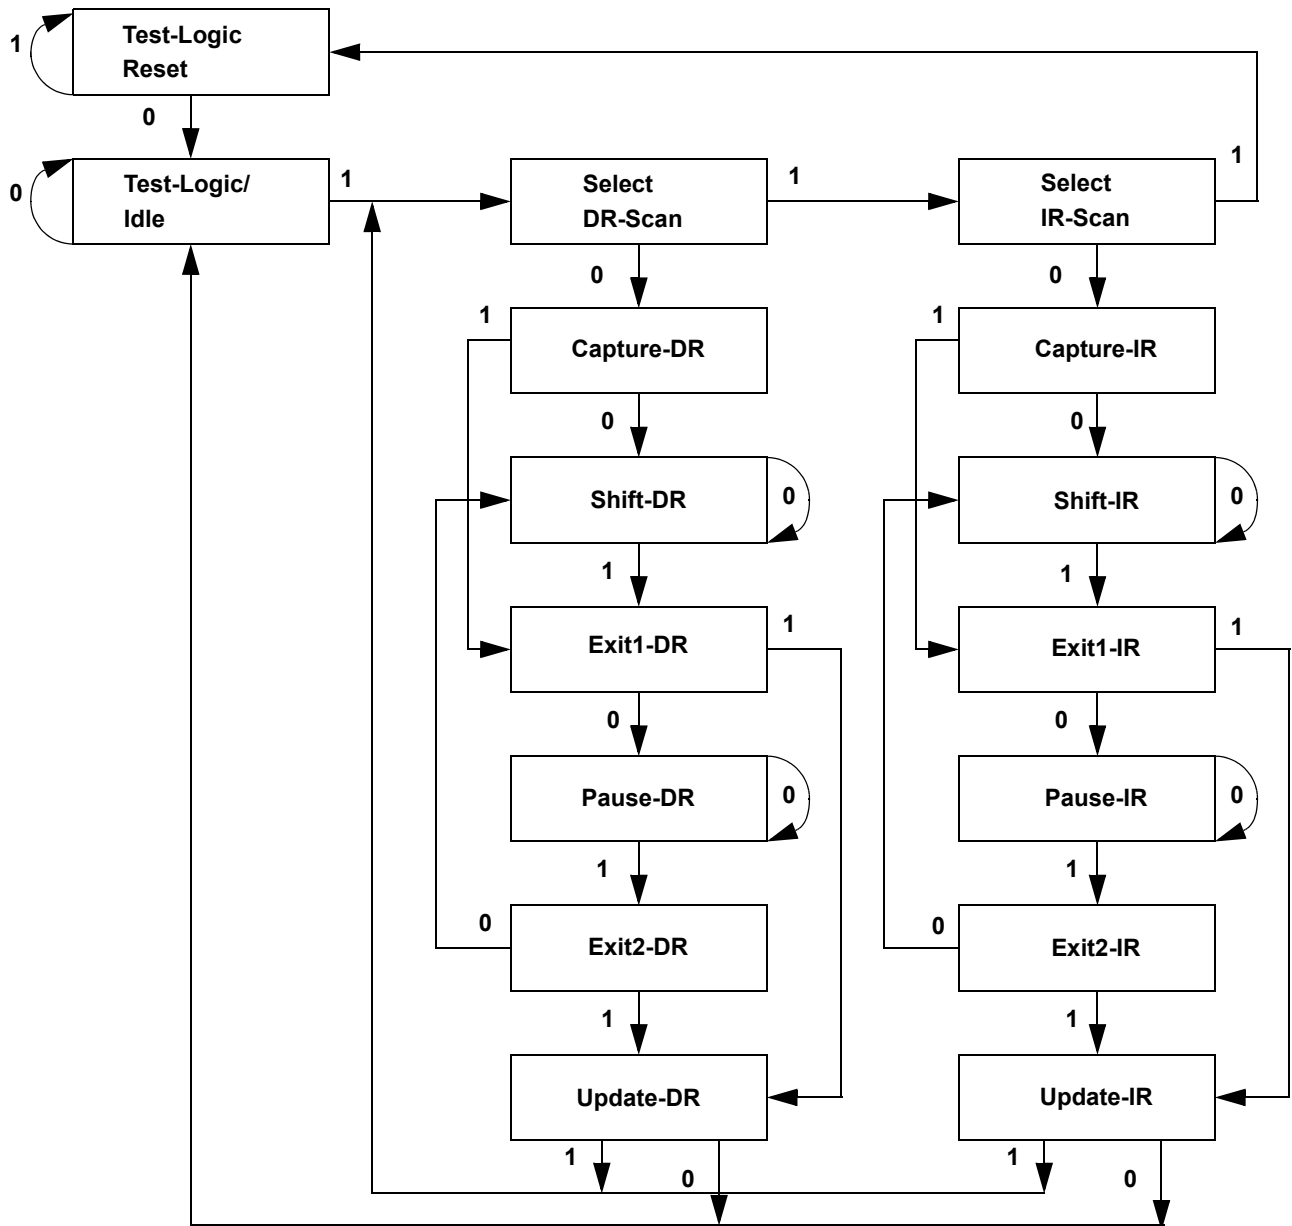 Test-Logic
Reset
1
0
Test-Logic/
Idle
0
1
Select
DR-Scan
1
Select
IR-Scan
1
0
0
1
Capture-DR
1
Capture-IR
0
0
Shift-DR
0
Shift-IR
0
1
1
Exit1-DR
1
Exit1-IR
1
0
0
Pause-DR
0
Pause-IR
0
1
1
0
Exit2-DR
0
Exit2-IR
1
1
Update-DR
Update-IR
1
0
1
0